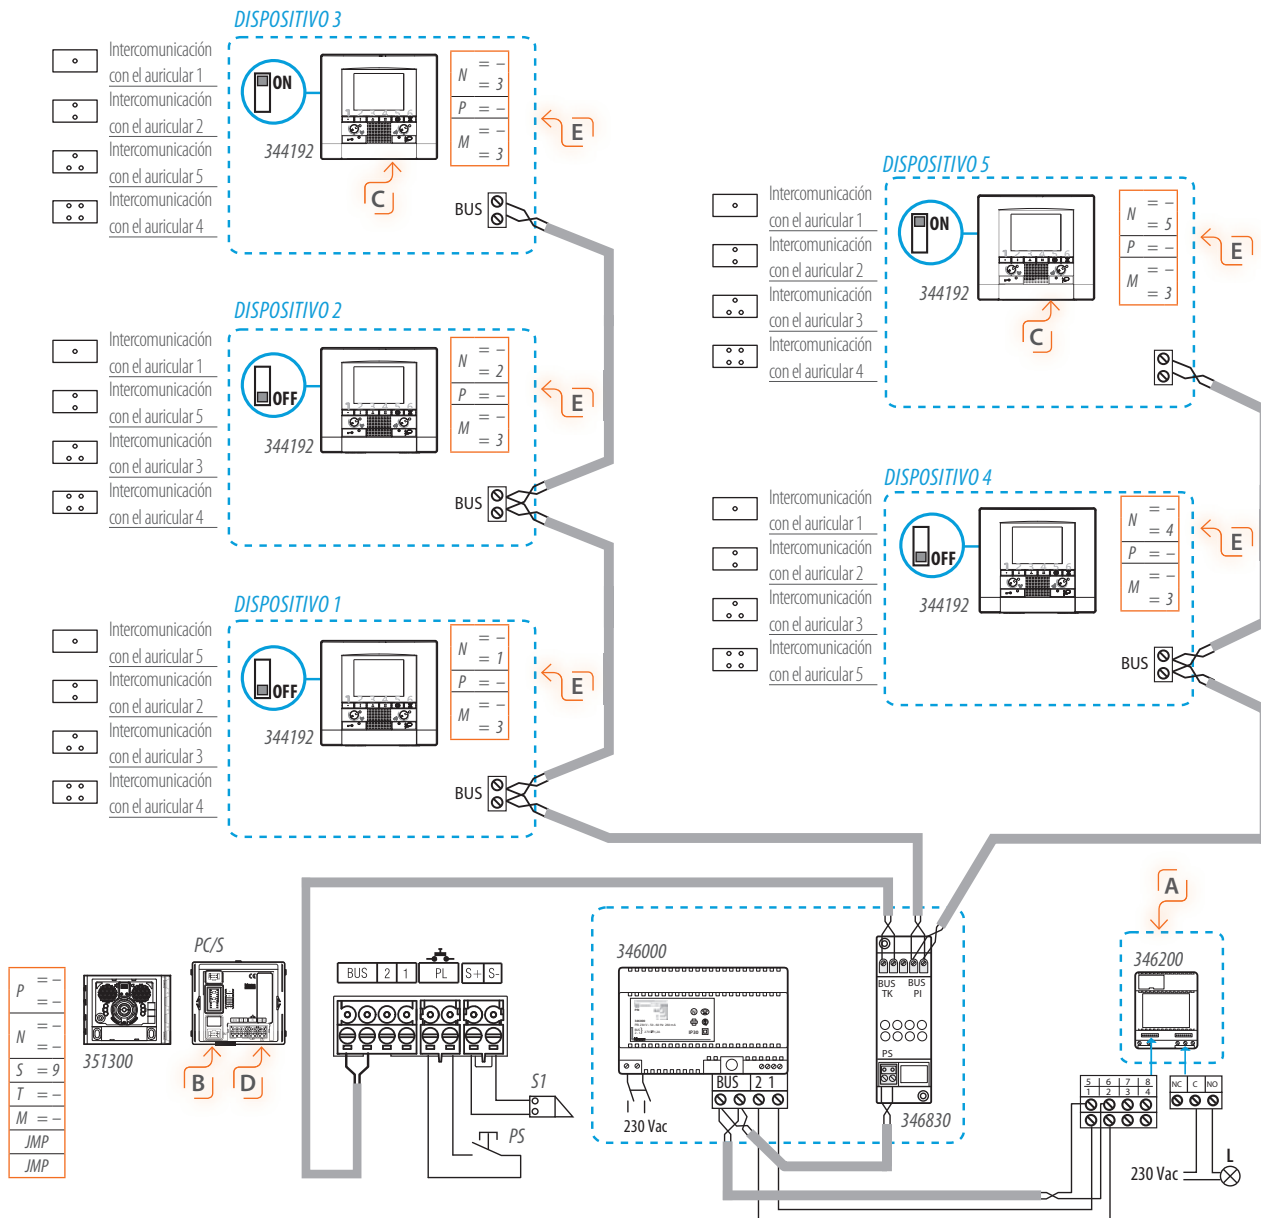 DISPOSITIVO 3
Intercomunicación
con el auricular 1
Intercomunicación
con el auricular 2
Intercomunicación
con el auricular 5
Intercomunicación
con el auricular 4
ON
344192
N = –
= 3
P = –
M = –
= 3
E
C
BUS
DISPOSITIVO 5
Intercomunicación
con el auricular 1
Intercomunicación
con el auricular 2
Intercomunicación
con el auricular 3
Intercomunicación
con el auricular 4
ON
344192
N = –
= 5
P = –
M = –
= 3
E
C
DISPOSITIVO 2
Intercomunicación
con el auricular 1
Intercomunicación
con el auricular 5
Intercomunicación
con el auricular 3
Intercomunicación
con el auricular 4
OFF
344192
N = –
= 2
P = –
M = –
= 3
E
BUS
DISPOSITIVO 4
Intercomunicación
con el auricular 1
Intercomunicación
con el auricular 2
Intercomunicación
con el auricular 3
Intercomunicación
con el auricular 5
OFF
344192
N = –
= 4
P = –
M = –
= 3
E
BUS
DISPOSITIVO 1
Intercomunicación
con el auricular 5
Intercomunicación
con el auricular 2
Intercomunicación
con el auricular 3
Intercomunicación
con el auricular 4
OFF
344192
N = –
= 1
P = –
M = –
= 3
E
BUS
P = –
= –
N = –
= –
S = 9
T = –
M = –
JMP
JMP
351300
PC/S
B
D
BUS 2 1 PL S+ S-
S1
PS
346000
230 Vac
BUS 2 1
BUS TK
BUS PI
PS
346830
A
346200
5 6 7 8
1 2 3 4
NC C NO
230 Vac
L